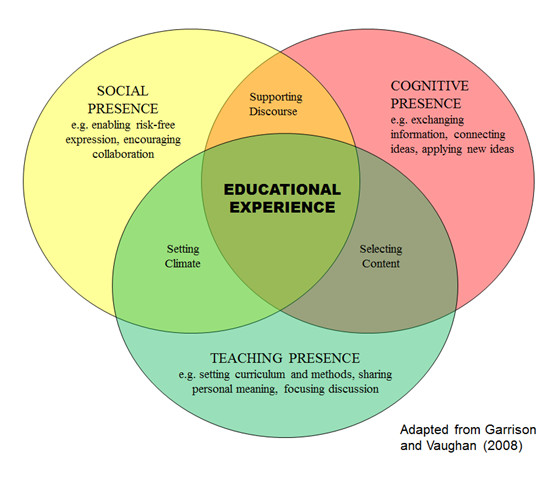 SOCIAL
PRESENCE
e.g. enabling risk-free
expression, encouraging
collaboration
Supporting
Discourse
COGNITIVE
PRESENCE
e.g. exchanging
information, connecting
ideas, applying new ideas
EDUCATIONAL
EXPERIENCE
Setting
Climate
Selecting
Content
TEACHING PRESENCE
e.g. setting curriculum and methods, sharing
personal meaning, focusing discussion
Adapted from Garrison
and Vaughan (2008)